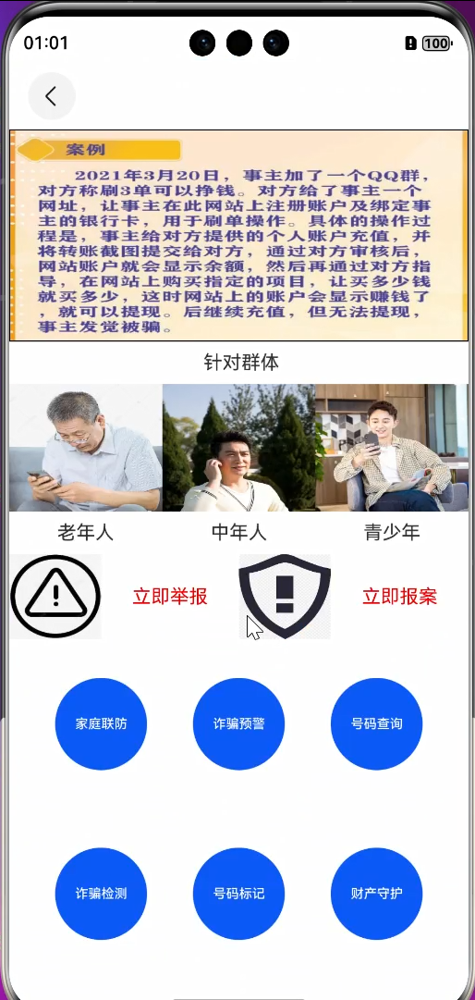 01:01
100
案例
2021年3月20日，事主加了一个QQ群，
对方称刷3单可以挣钱。对方给了事主一个
网址，让事主在此网站上注册账户及绑定事
主的银行卡，用于刷单操作。具体的操作过
程是，事主给对方提供的个人账户充值，并
将转账截图提交给对方，通过对方审核后，
网站账户就会显示余额，然后再通过对方指
导，在网站上购买指定的项目，让买多少钱
就买多少，这时网站上的账户会显示赚钱了
，就可以提现。后继续充值，但无法提现，
事主发觉被骗。
针对群体
老年人 中年人 青少年
立即举报 立即报案
家庭联防 诈骗预警 号码查询
诈骗检测 号码标记 财产守护